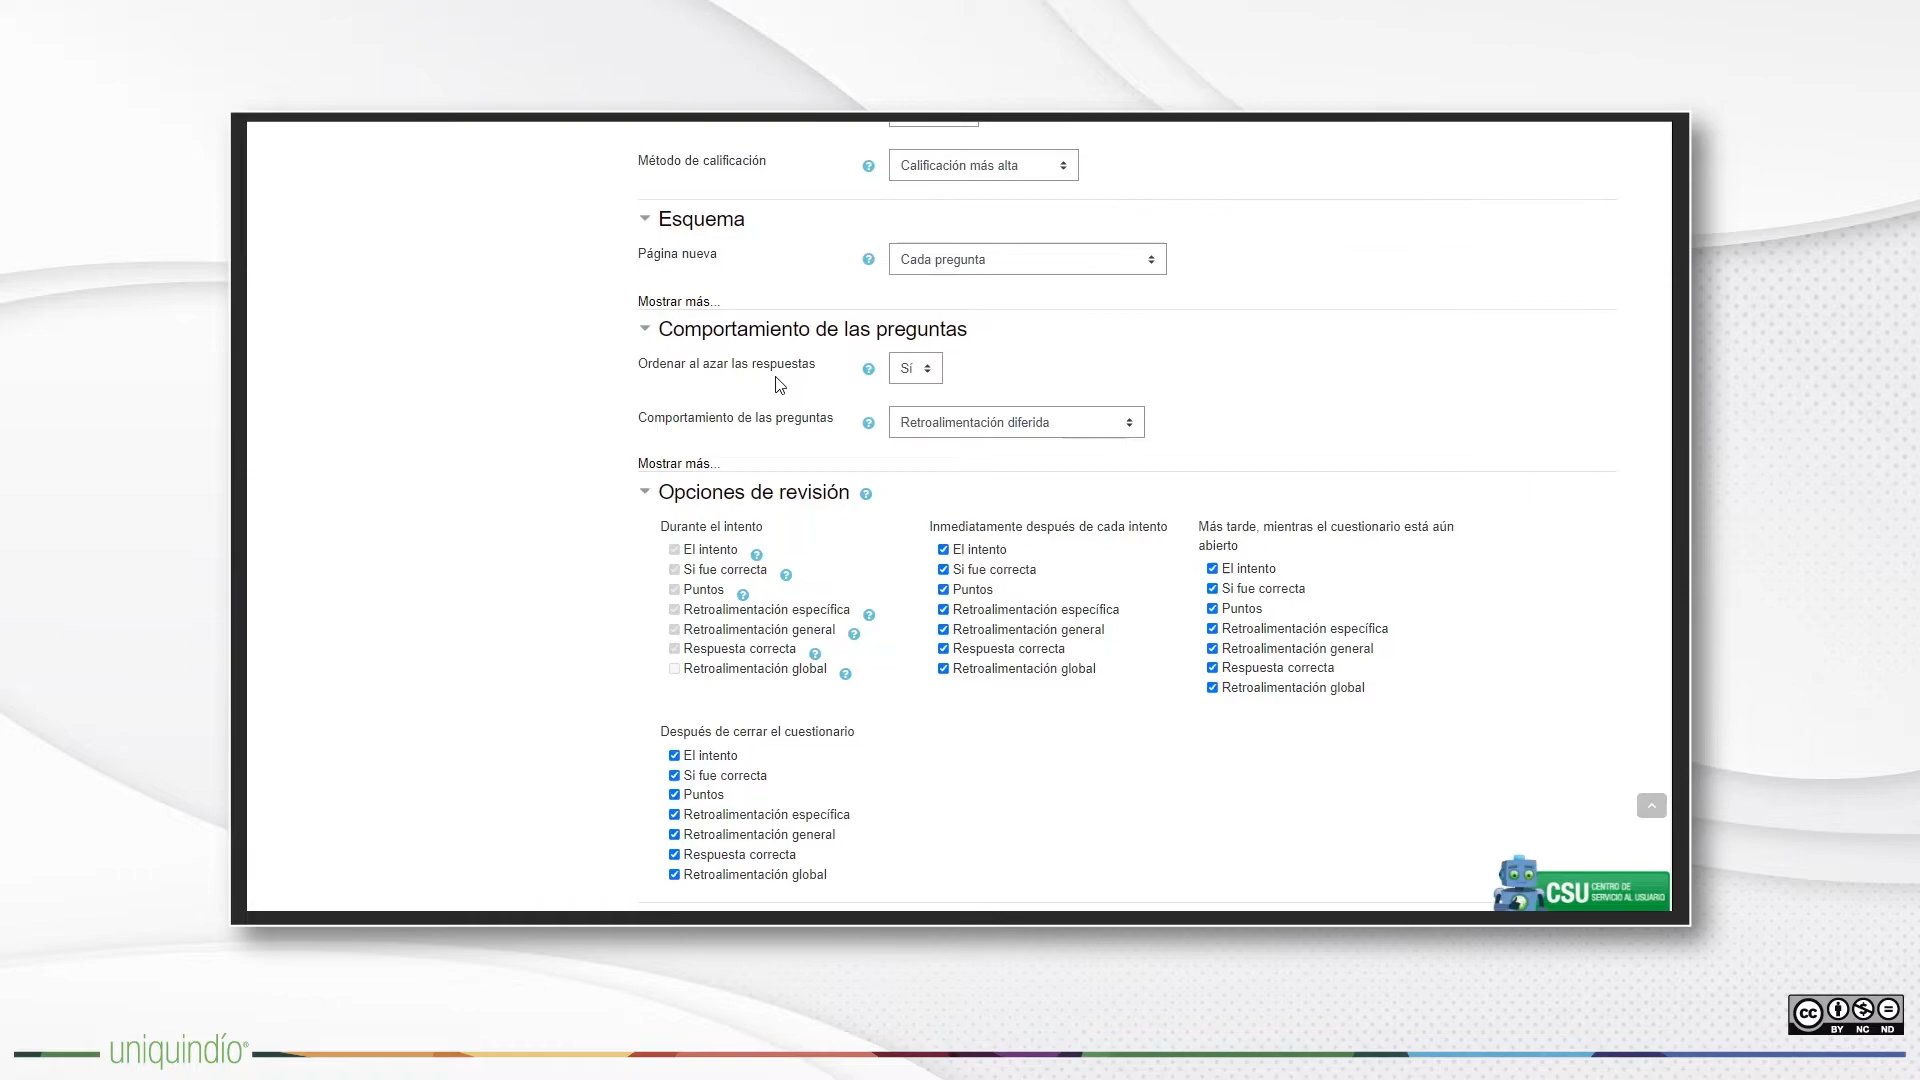 Método de calificación
Calificación más alta
Esquema
Página nueva
Cada pregunta
Mostrar más...
Comportamiento de las preguntas
Ordenar al azar las respuestas
Sí
Comportamiento de las preguntas
Retroalimentación diferida
Mostrar más...
Opciones de revisión
Durante el intento
El intento
Si fue correcta
Puntos
Retroalimentación específica
Retroalimentación general
Respuesta correcta
Retroalimentación global
Inmediatamente después de cada intento
El intento
Si fue correcta
Puntos
Retroalimentación específica
Retroalimentación general
Respuesta correcta
Retroalimentación global
Más tarde, mientras el cuestionario está aún
abierto
El intento
Si fue correcta
Puntos
Retroalimentación específica
Retroalimentación general
Respuesta correcta
Retroalimentación global
Después de cerrar el cuestionario
El intento
Si fue correcta
Puntos
Retroalimentación específica
Retroalimentación general
Respuesta correcta
Retroalimentación global
CSU CENTRO DE
SERVICIO AL USUARIO
cc
BY NC ND
uniquindío®